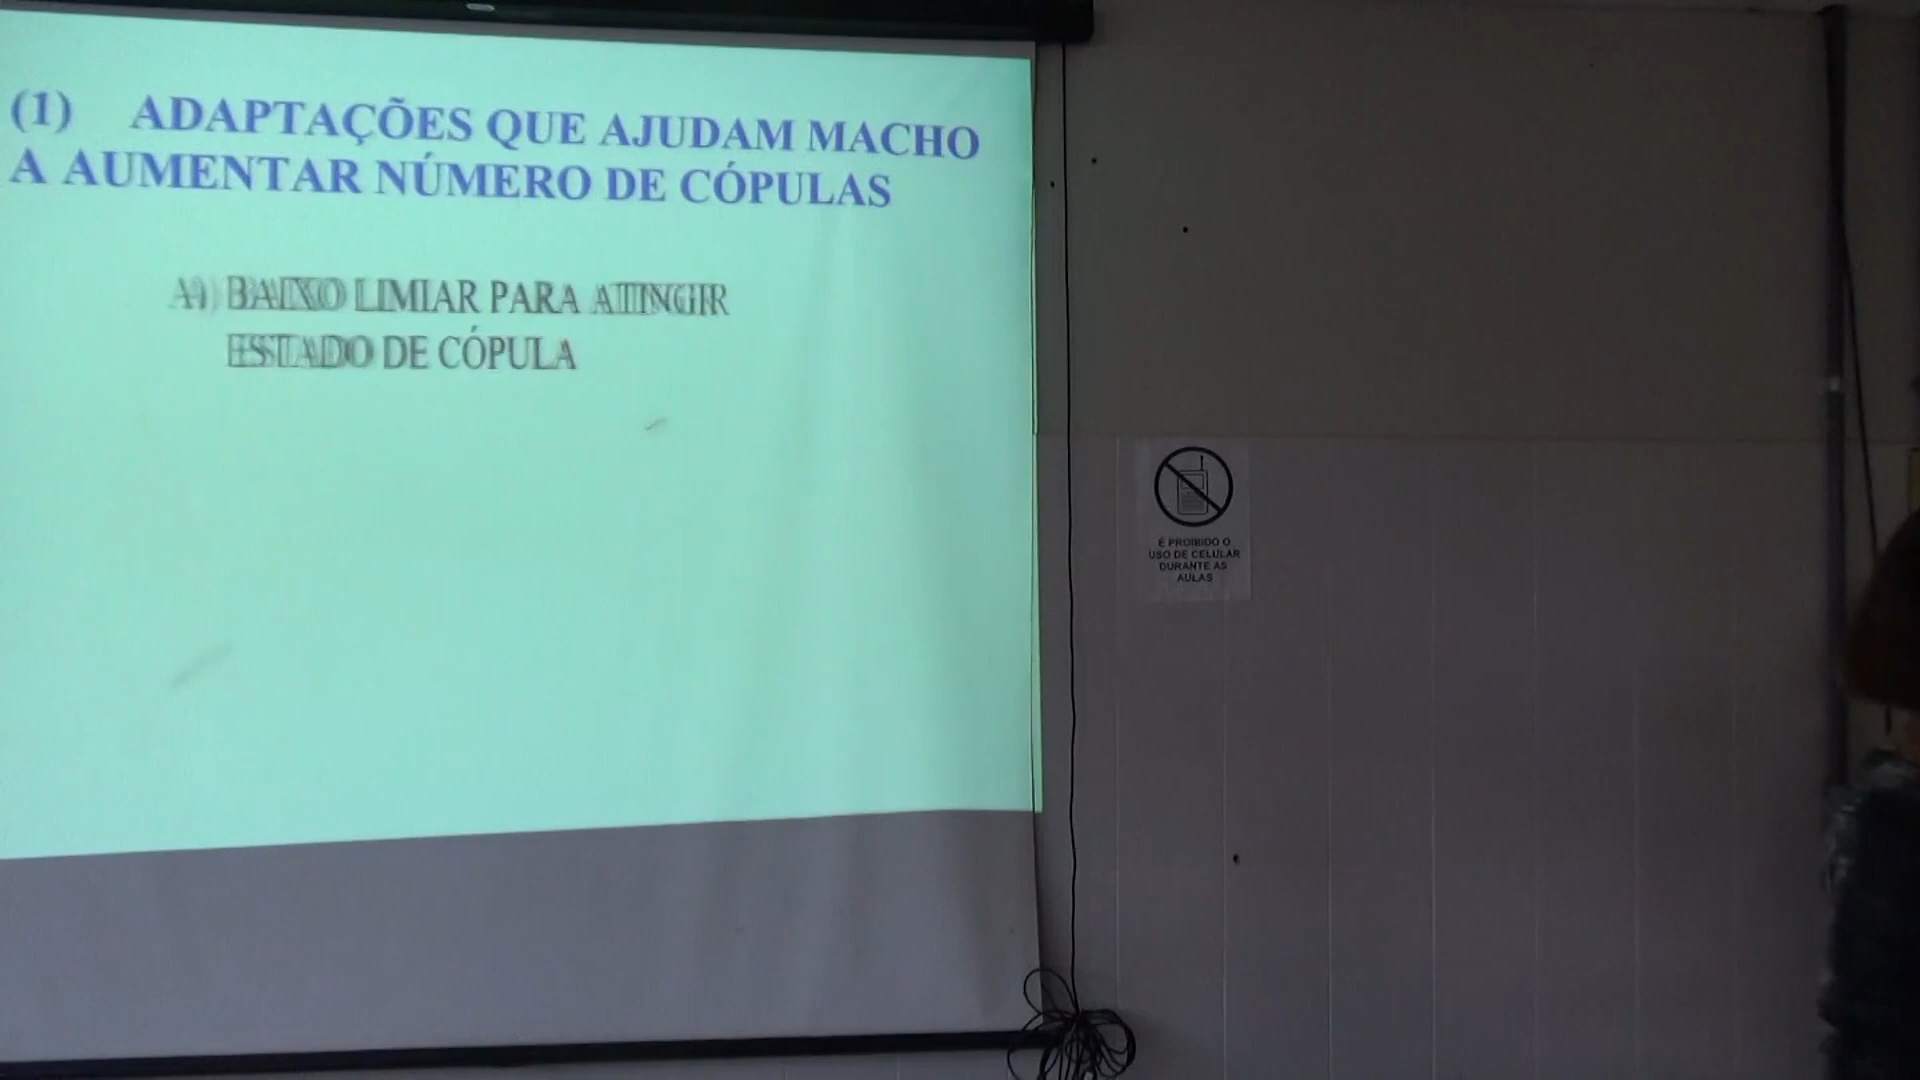 (1) ADAPTAÇÕES QUE AJUDAM MACHO
A AUMENTAR NÚMERO DE CÓPULAS
A) BAIXO LIMIAR PARA ATINGIR
ESTADO DE CÓPULA
É PROIBIDO O
USO DE CELULAR
DURANTE AS
AULAS